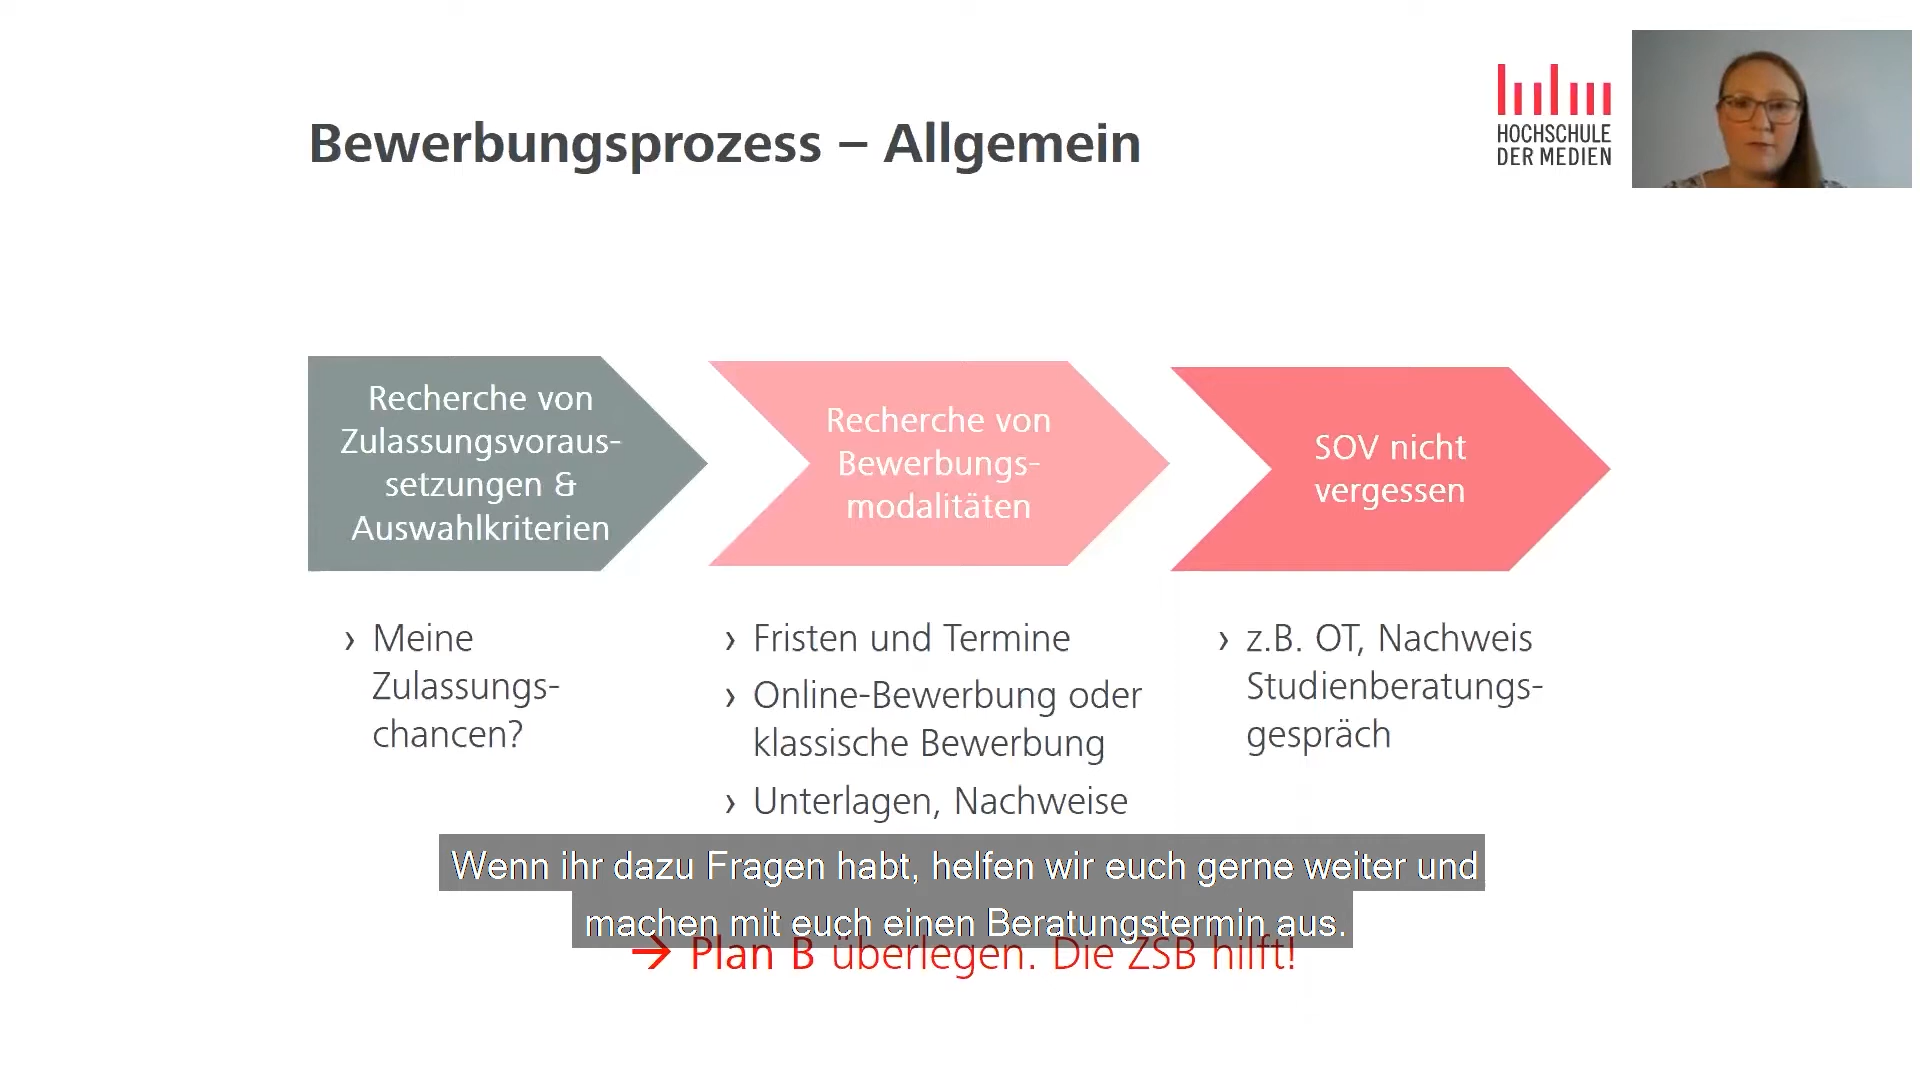 Bewerbungsprozess – Allgemein
HOCHSCHULE
DER MEDIEN
Recherche von
Zulassungsvoraus-
setzungen &
Auswahlkriterien
Recherche von
Bewerbungs-
modalitäten
SOV nicht
vergessen
› Meine
Zulassungs-
chancen?
› Fristen und Termine
› Online-Bewerbung oder
klassische Bewerbung
› Unterlagen, Nachweise
› z.B. OT, Nachweis
Studienberatungs-
gespräch
Wenn ihr dazu Fragen habt, helfen wir euch gerne weiter und
machen mit euch einen Beratungstermin aus.
→ Plan B überlegen. Die ZSB hilft!